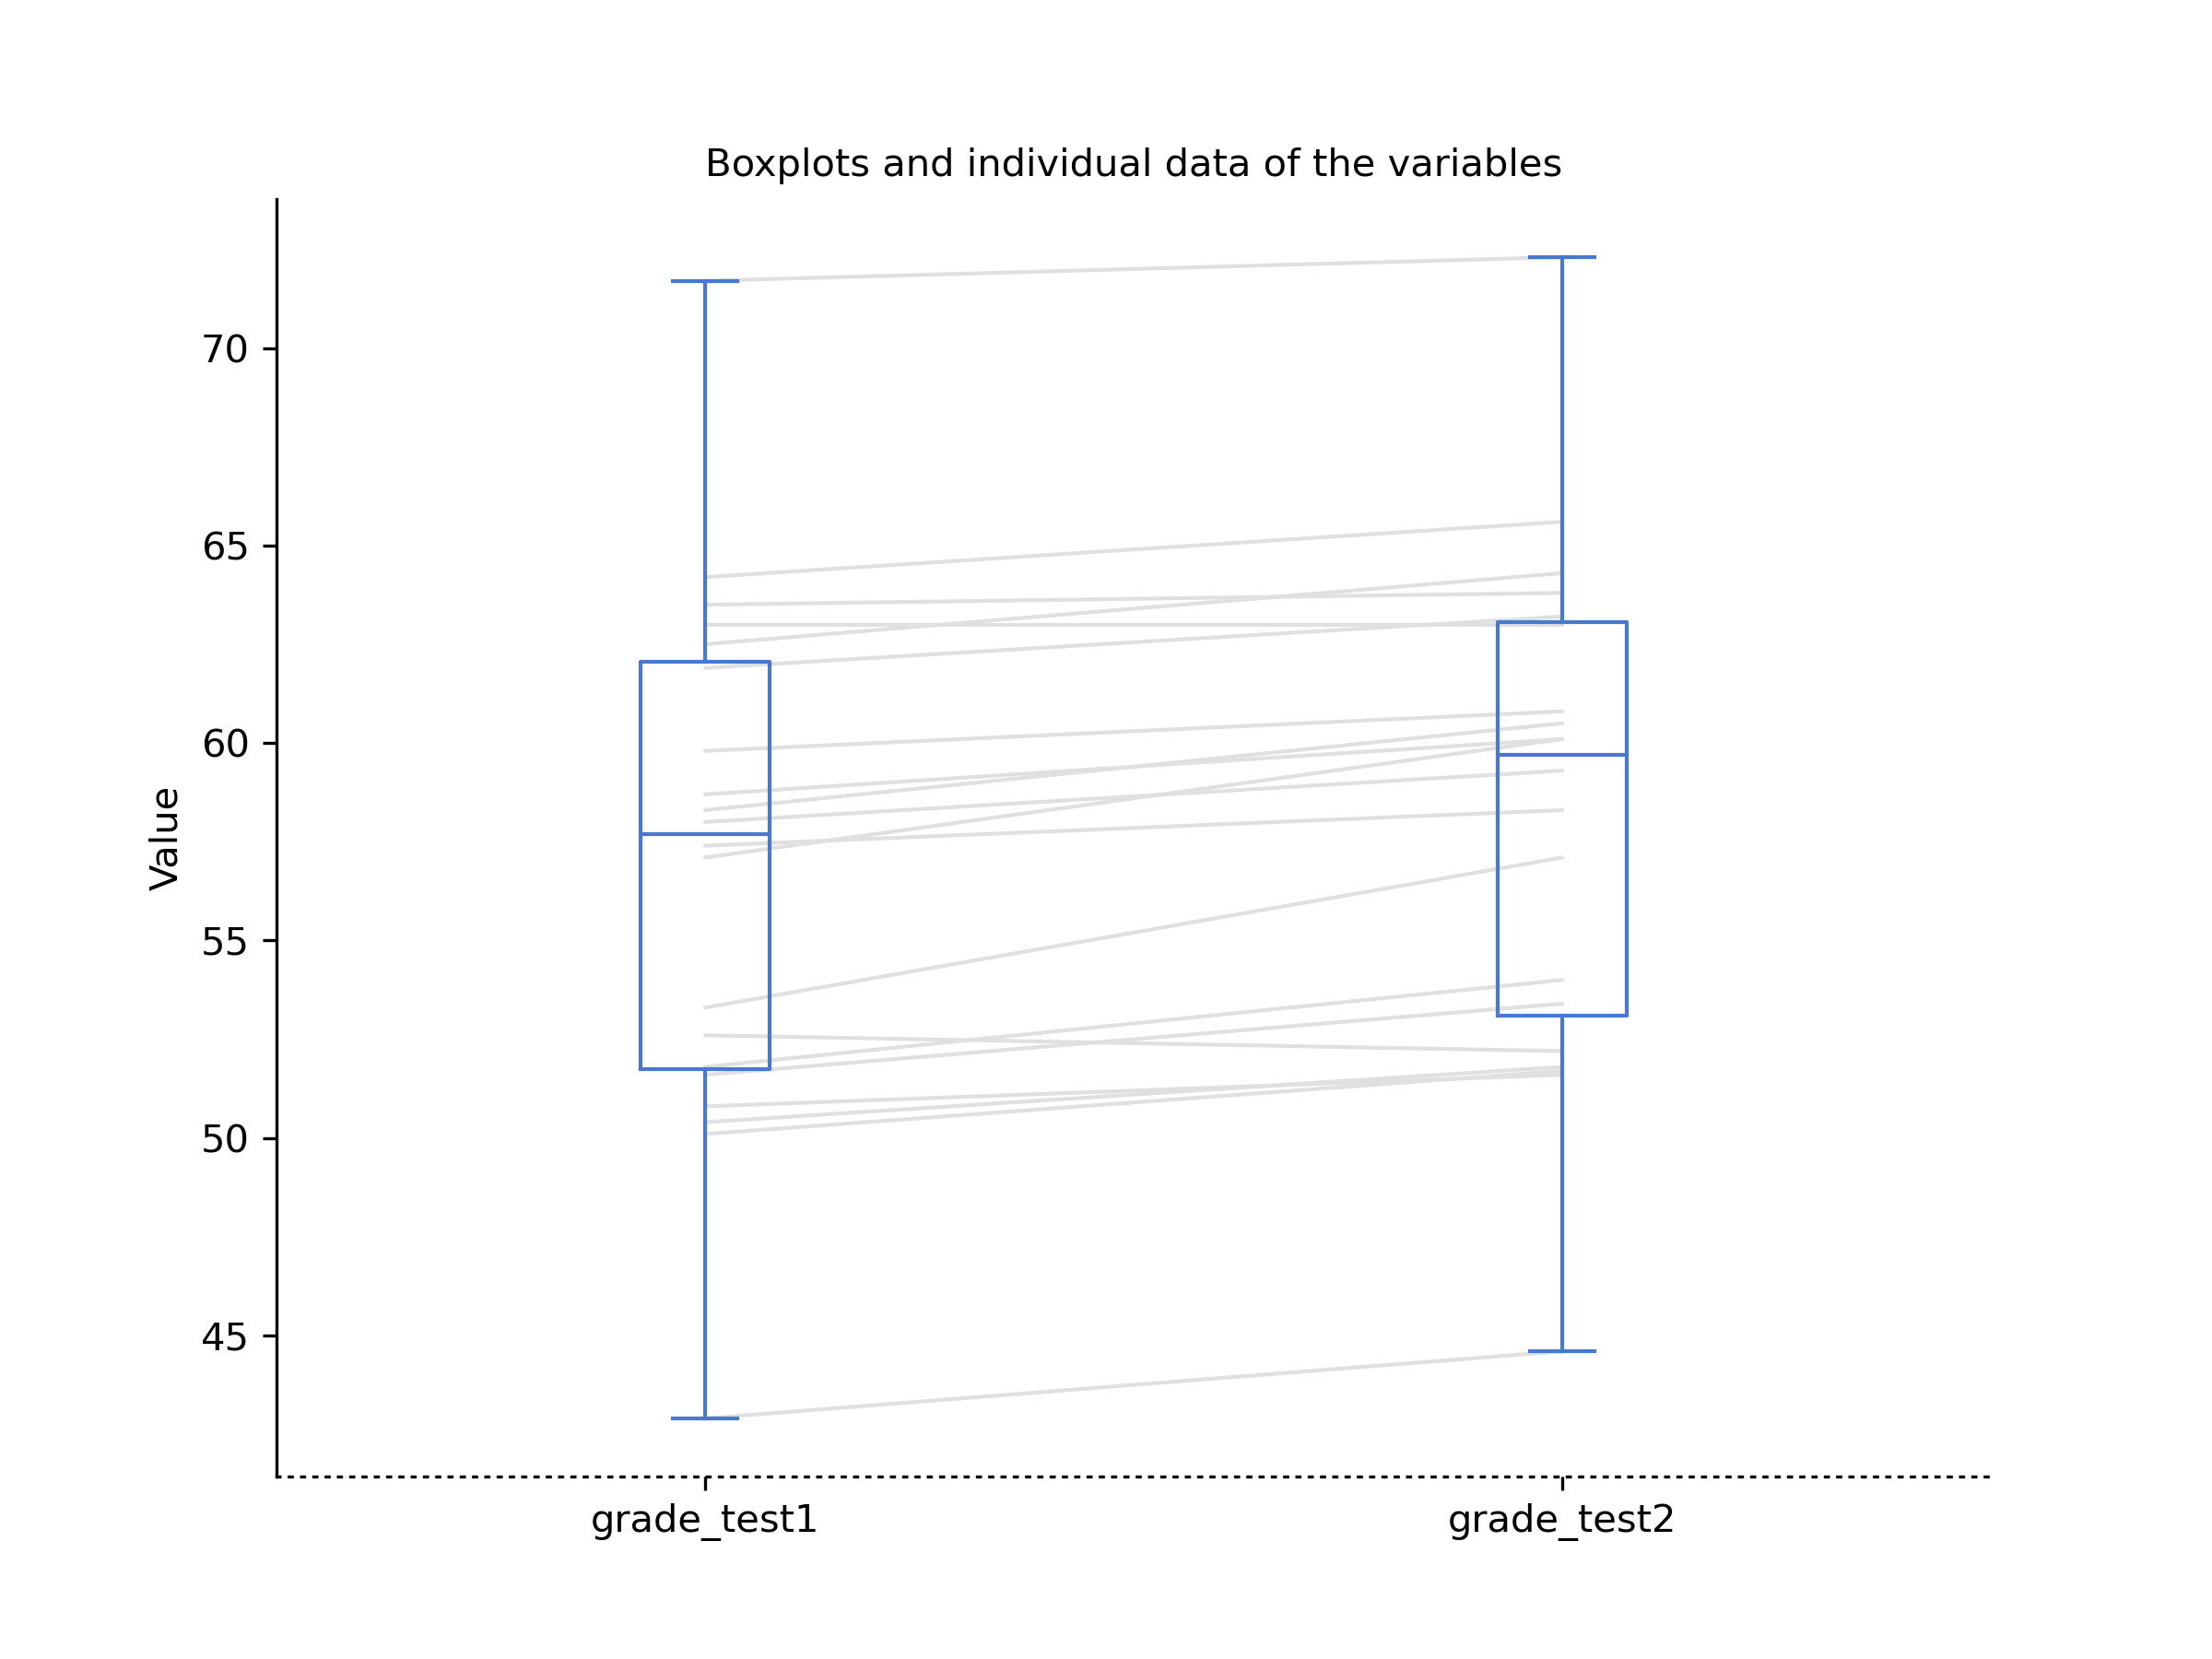 Boxplots and individual data of the variables
70
65
60
55
50
45
Value
grade_test1
grade_test2